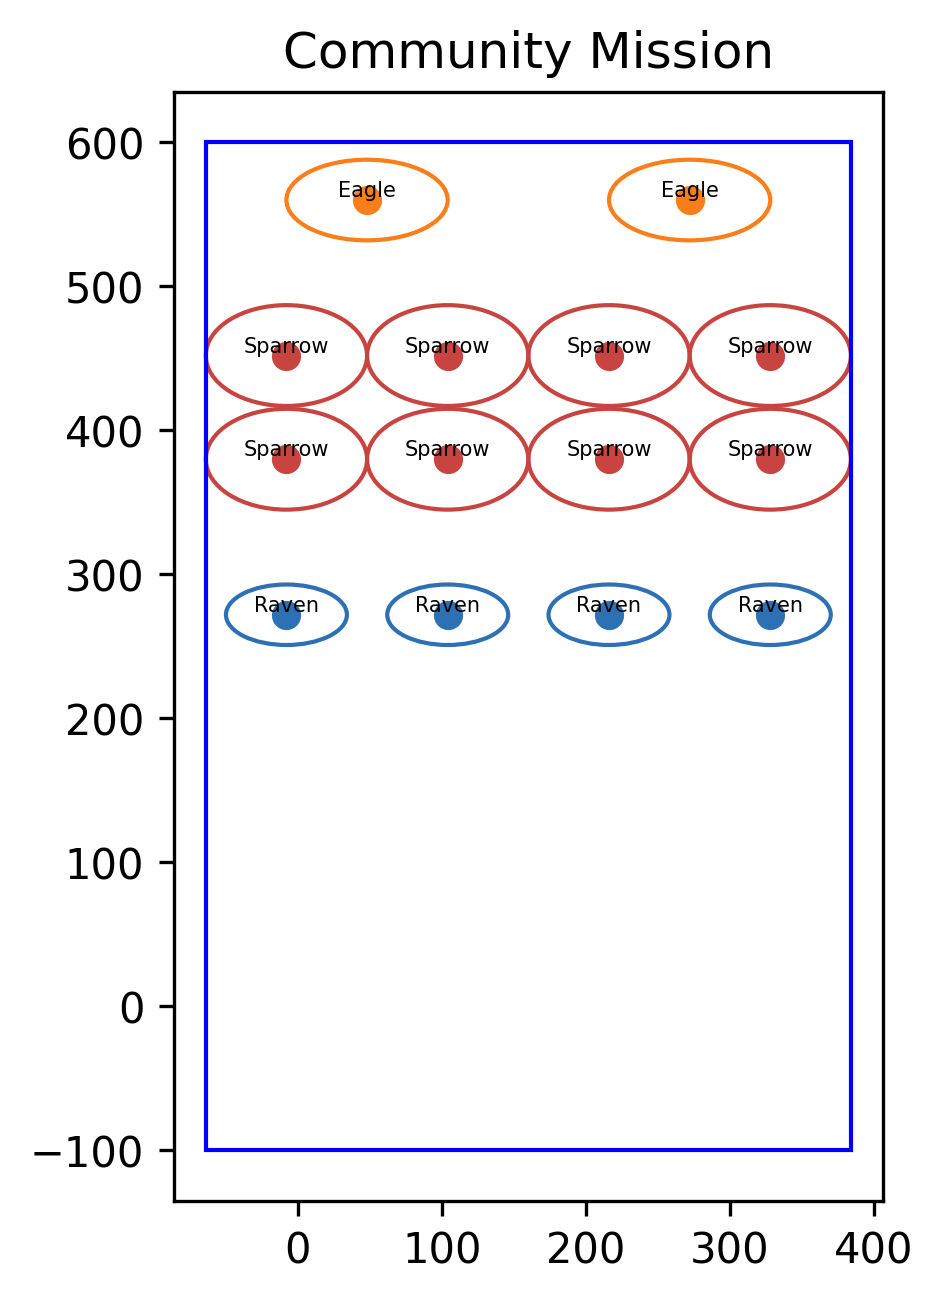 Community Mission
600
Eagle Eagle
500
Sparrow Sparrow Sparrow Sparrow
400
Sparrow Sparrow Sparrow Sparrow
300
Raven Raven Raven Raven
200
100
0
−100
0 100 200 300 400